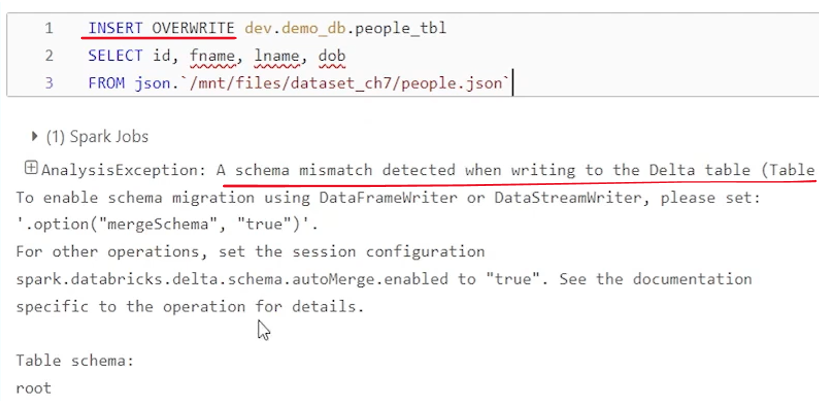 1 INSERT OVERWRITE dev.demo_db.people_tbl
2 SELECT id, fname, lname, dob
3 FROM json.`/mnt/files/dataset_ch7/people.json`
(1) Spark Jobs
AnalysisException: A schema mismatch detected when writing to the Delta table (Table
To enable schema migration using DataFrameWriter or DataStreamWriter, please set:
'.option("mergeSchema", "true")'.
For other operations, set the session configuration
spark.databricks.delta.schema.autoMerge.enabled to "true". See the documentation
specific to the operation for details.
Table schema:
root